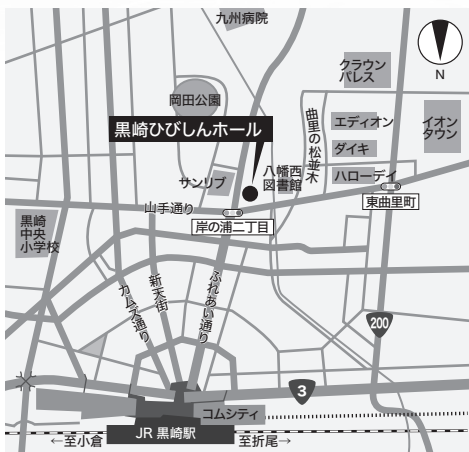 九州病院
N
クラウン
パレス
岡田公園
黒崎ひびしんホール
曲里の松並木
エディオン
イオン
タウン
ダイキ
サンリブ
八幡西
図書館
ハローデイ
山手通り
東曲里町
岸の浦二丁目
黒崎
中央
小学校
カムズ通り
新天街
ふれあい通り
200
3
コムシティ
JR 黒崎駅
←至小倉
至折尾→